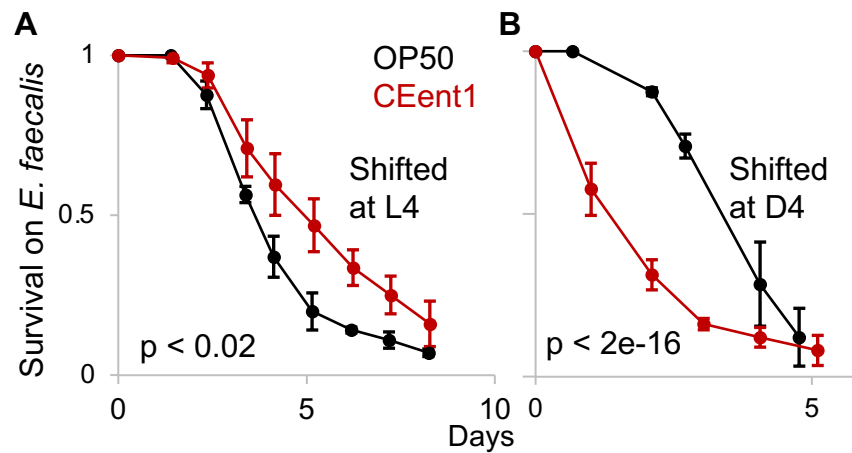 A
B
1
0.5
0
Survival on E. faecalis
OP50
CEent1
Shifted
at L4
p < 0.02
0
5
10
Days
Shifted
at D4
p < 2e-16
0
5